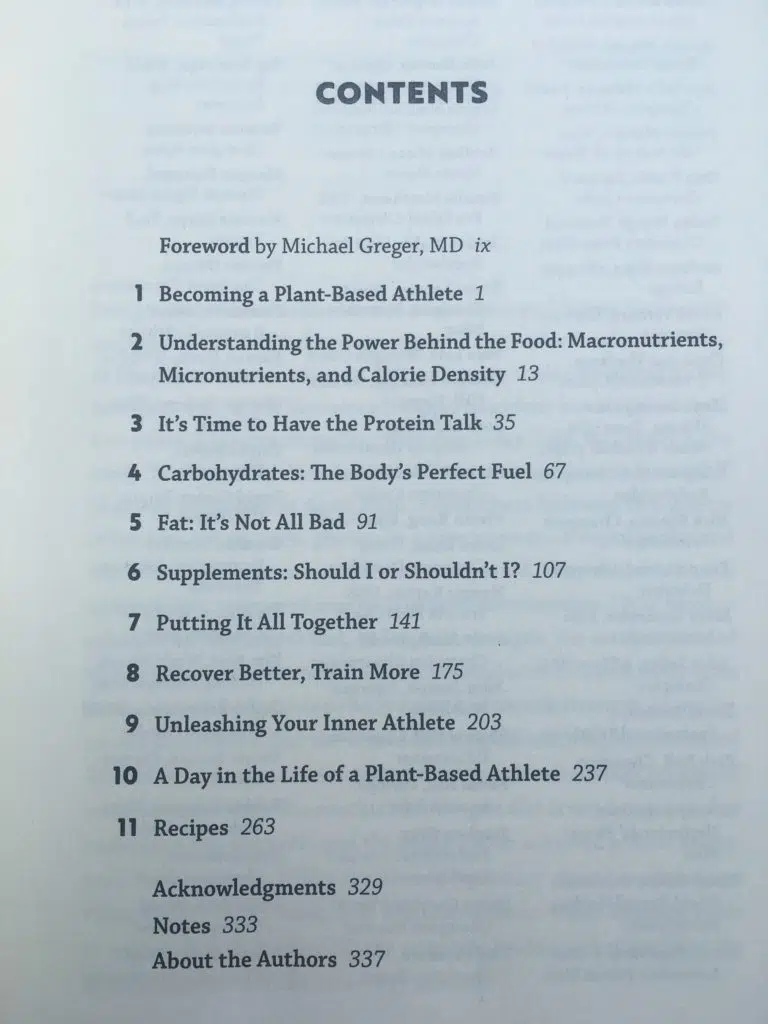 CONTENTS
Foreword by Michael Greger, MD ix
1 Becoming a Plant-Based Athlete 1
2 Understanding the Power Behind the Food: Macronutrients,
Micronutrients, and Calorie Density 13
3 It's Time to Have the Protein Talk 35
4 Carbohydrates: The Body's Perfect Fuel 67
5 Fat: It's Not All Bad 91
6 Supplements: Should I or Shouldn't I? 107
7 Putting It All Together 141
8 Recover Better, Train More 175
9 Unleashing Your Inner Athlete 203
10 A Day in the Life of a Plant-Based Athlete 237
11 Recipes 263
Acknowledgments 329
Notes 333
About the Authors 337